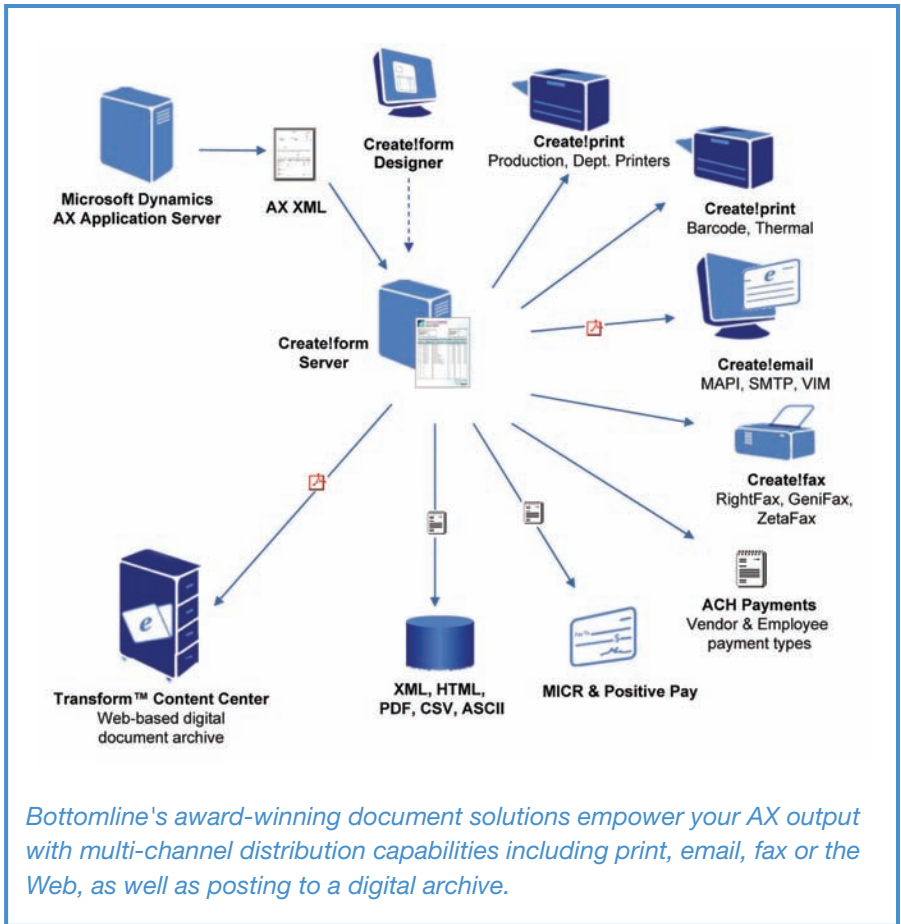 Create!form
Designer
Create!print
Production, Dept. Printers
Microsoft Dynamics
AX Application Server
AX XML
Create!print
Barcode, Thermal
Create!form
Server
e
Create!email
MAPI, SMTP, VIM
Create!fax
RightFax, GeniFax,
ZetaFax
ACH Payments
Vendor & Employee
payment types
e
Transform™ Content Center
Web-based digital
document archive
XML, HTML,
PDF, CSV, ASCII
$
MICR & Positive Pay
Bottomline's award-winning document solutions empower your AX output
with multi-channel distribution capabilities including print, email, fax or the
Web, as well as posting to a digital archive.